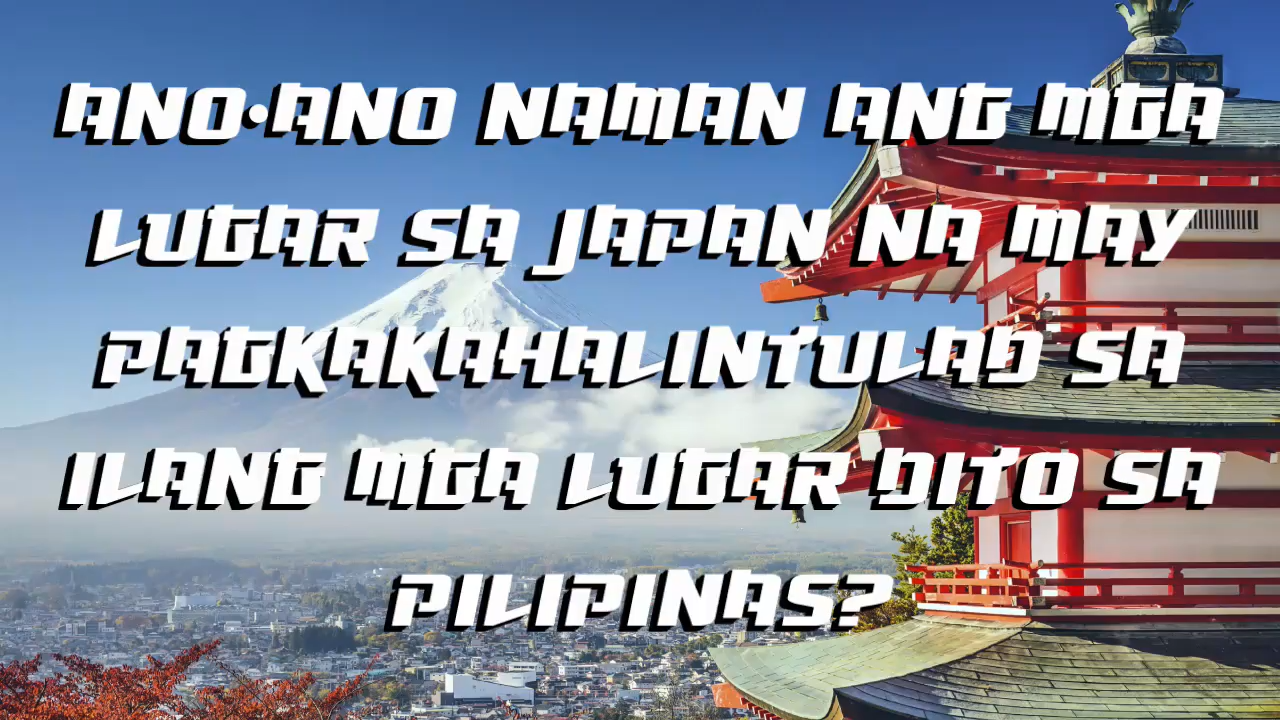 ANO-ANO NAMAN ANG MGA
LUGAR SA JAPAN NA MAY
PAGKAKAHALINTULAD SA
ILANG MGA LUGAR DITO SA
PILIPINAS?